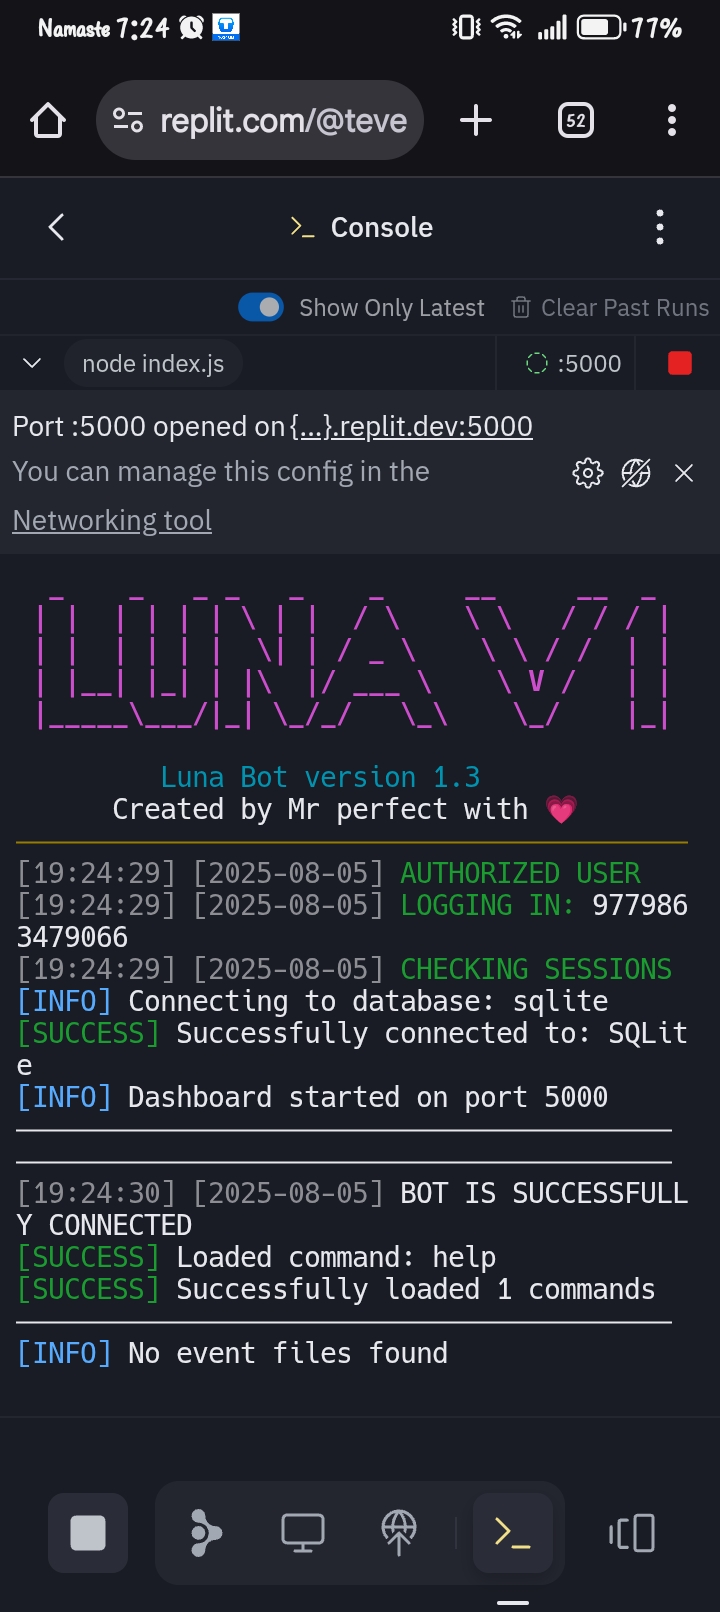 Namaste 7:24 77%
replit.com/@teve 52
Console
Show Only Latest Clear Past Runs
node index.js :5000
Port :5000 opened on {...}.replit.dev:5000
You can manage this config in the
Networking tool
LUNA V1
Luna Bot version 1.3
Created by Mr perfect with 💗
[19:24:29] [2025-08-05] AUTHORIZED USER
[19:24:29] [2025-08-05] LOGGING IN: 977986
3479066
[19:24:29] [2025-08-05] CHECKING SESSIONS
[INFO] Connecting to database: sqlite
[SUCCESS] Successfully connected to: SQLit
e
[INFO] Dashboard started on port 5000
[19:24:30] [2025-08-05] BOT IS SUCCESSFULL
Y CONNECTED
[SUCCESS] Loaded command: help
[SUCCESS] Successfully loaded 1 commands
[INFO] No event files found